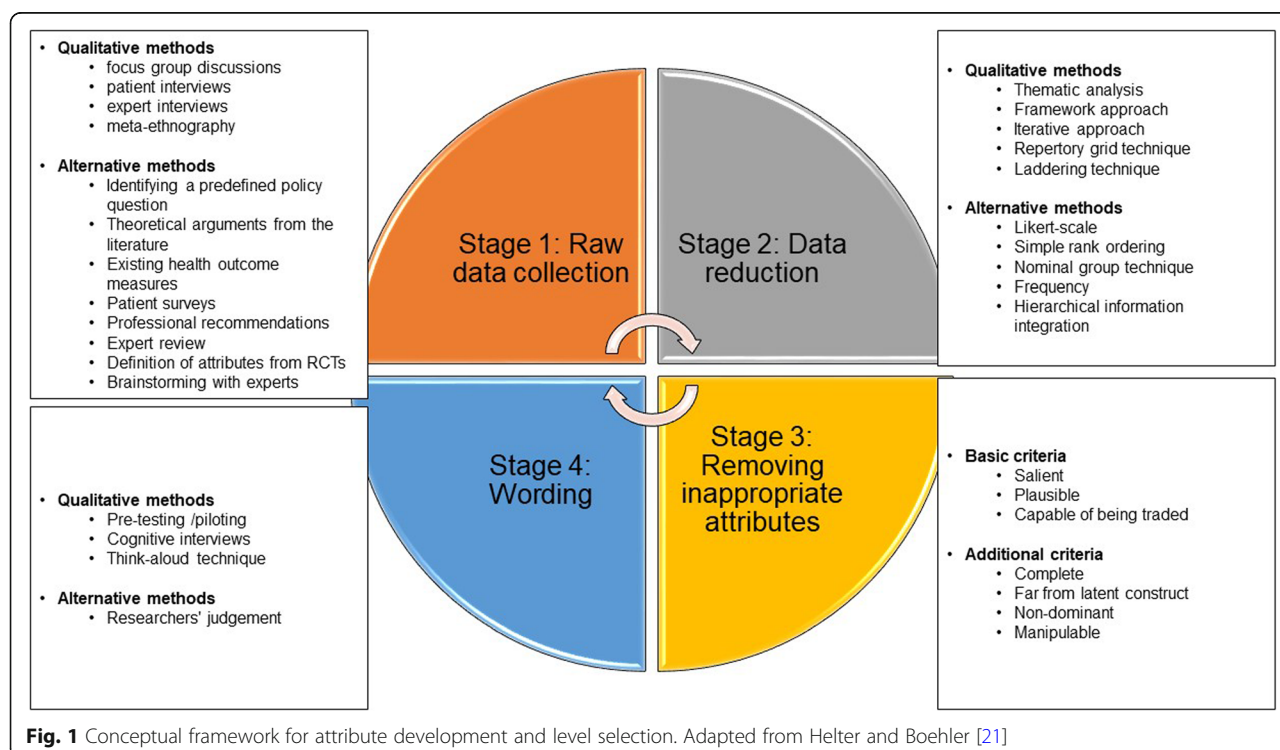 • Qualitative methods
• focus group discussions
• patient interviews
• expert interviews
• meta-ethnography
• Alternative methods
• Identifying a predefined policy
question
• Theoretical arguments from the
literature
• Existing health outcome
measures
• Patient surveys
• Professional recommendations
• Expert review
• Definition of attributes from RCTs
• Brainstorming with experts
Stage 1: Raw
data collection
Stage 2: Data
reduction
• Qualitative methods
• Thematic analysis
• Framework approach
• Iterative approach
• Repertory grid technique
• Laddering technique
• Alternative methods
• Likert-scale
• Simple rank ordering
• Nominal group technique
• Frequency
• Hierarchical information
integration
• Qualitative methods
• Pre-testing /piloting
• Cognitive interviews
• Think-aloud technique
• Alternative methods
• Researchers' judgement
Stage 4:
Wording
Stage 3:
Removing
inappropriate
attributes
• Basic criteria
• Salient
• Plausible
• Capable of being traded
• Additional criteria
• Complete
• Far from latent construct
• Non-dominant
• Manipulable
Fig. 1 Conceptual framework for attribute development and level selection. Adapted from Helter and Boehler [21]